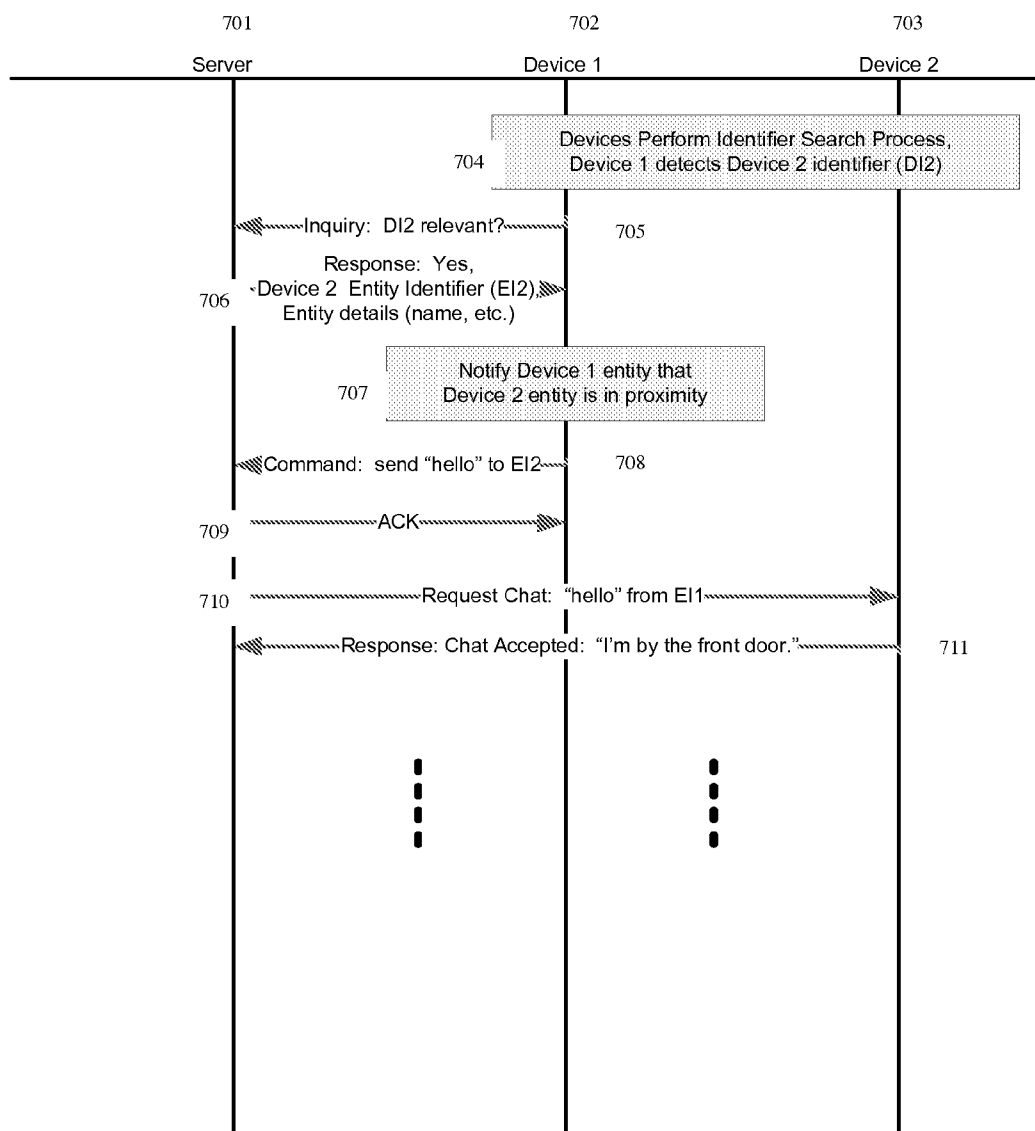 701 702 703
Server Device 1 Device 2
Devices Perform Identifier Search Process,
704 Device 1 detects Device 2 identifier (DI2)
Inquiry: DI2 relevant? 705
Response: Yes,
706 Device 2 Entity Identifier (EI2),
Entity details (name, etc.)
Notify Device 1 entity that
707 Device 2 entity is in proximity
Command: send “hello” to EI2 708
709 ACK
710 Request Chat: “hello” from EI1
Response: Chat Accepted: “I’m by the front door.” 711